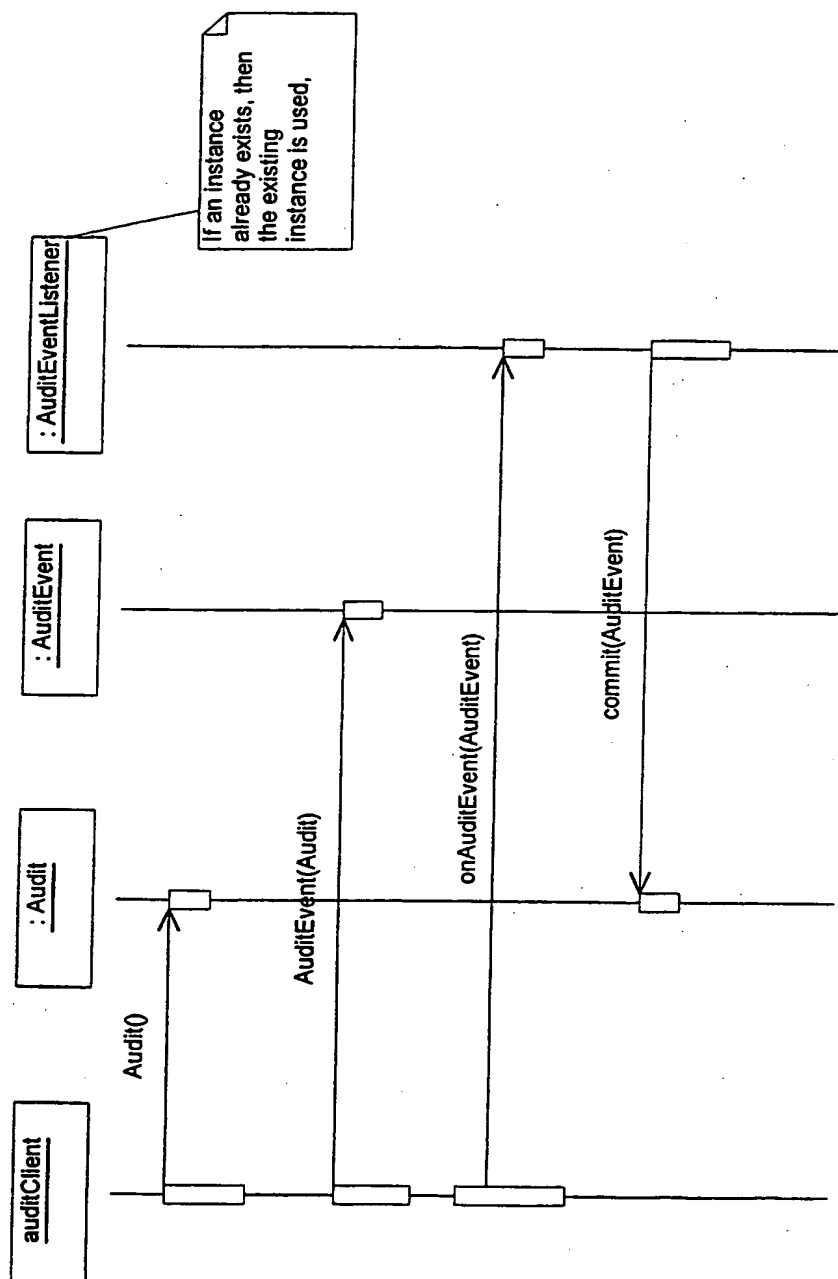 auditClient
: Audit
: AuditEvent
: AuditEventListener
If an instance
already exists, then
the existing
instance is used,
Audit()
AuditEvent(Audit)
onAuditEvent(AuditEvent)
commit(AuditEvent)